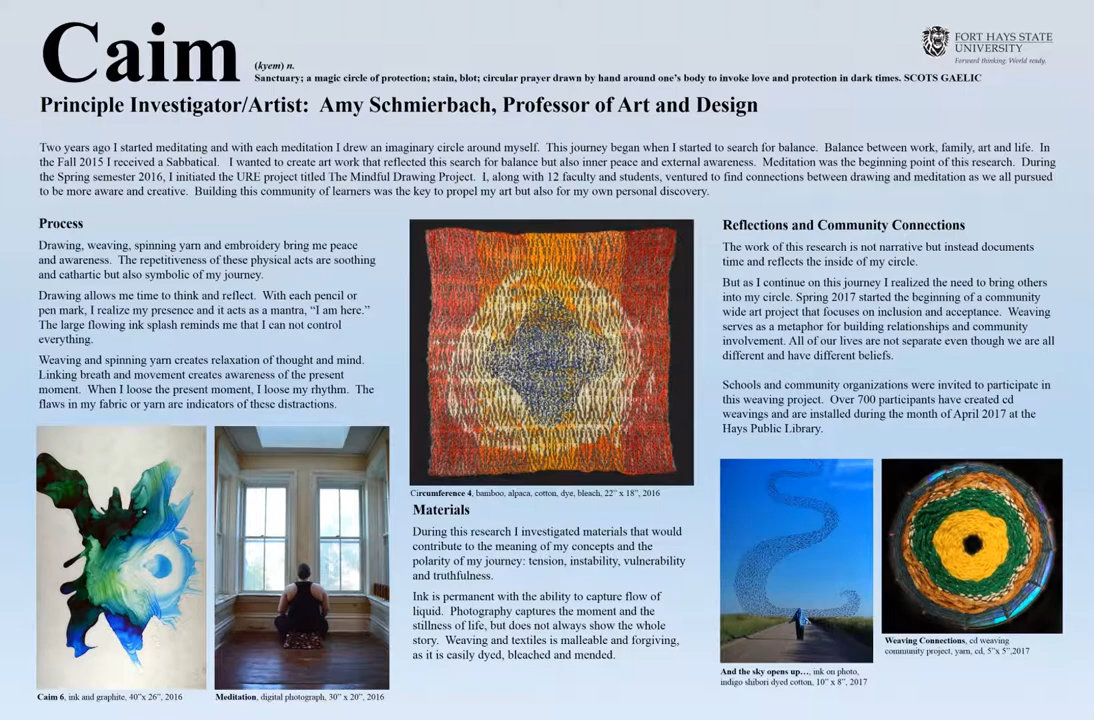 Caim
(kyem) n.
Sanctuary; a magic circle of protection; stain, blot; circular prayer drawn by hand around one's body to invoke love and protection in dark times. SCOTS GAELIC
FORT HAYS STATE
UNIVERSITY
Forward thinking. World ready.
Principle Investigator/Artist: Amy Schmierbach, Professor of Art and Design
Two years ago I started meditating and with each meditation I drew an imaginary circle around myself. This journey began when I started to search for balance. Balance between work, family, art and life. In
the Fall 2015 I received a Sabbatical. I wanted to create art work that reflected this search for balance but also inner peace and external awareness. Meditation was the beginning point of this research. During
the Spring semester 2016, I initiated the URE project titled The Mindful Drawing Project. I, along with 12 faculty and students, ventured to find connections between drawing and meditation as we all pursued
to be more aware and creative. Building this community of learners was the key to propel my art but also for my own personal discovery.
Process
Drawing, weaving, spinning yarn and embroidery bring me peace
and awareness. The repetitiveness of these physical acts are soothing
and cathartic but also symbolic of my journey.
Drawing allows me time to think and reflect. With each pencil or
pen mark, I realize my presence and it acts as a mantra, “I am here.”
The large flowing ink splash reminds me that I can not control
everything.
Weaving and spinning yarn creates relaxation of thought and mind.
Linking breath and movement creates awareness of the present
moment. When I loose the present moment, I loose my rhythm. The
flaws in my fabric or yarn are indicators of these distractions.
Caim 6, ink and graphite, 40”x 26”, 2016
Meditation, digital photograph, 30” x 20”, 2016
Circumference 4, bamboo, alpaca, cotton, dye, bleach, 22” x 18”, 2016
Materials
During this research I investigated materials that would
contribute to the meaning of my concepts and the
polarity of my journey: tension, instability, vulnerability
and truthfulness.
Ink is permanent with the ability to capture flow of
liquid. Photography captures the moment and the
stillness of life, but does not always show the whole
story. Weaving and textiles is malleable and forgiving,
as it is easily dyed, bleached and mended.
Reflections and Community Connections
The work of this research is not narrative but instead documents
time and reflects the inside of my circle.
But as I continue on this journey I realized the need to bring others
into my circle. Spring 2017 started the beginning of a community
wide art project that focuses on inclusion and acceptance. Weaving
serves as a metaphor for building relationships and community
involvement. All of our lives are not separate even though we are all
different and have different beliefs.
Schools and community organizations were invited to participate in
this weaving project. Over 700 participants have created cd
weavings and are installed during the month of April 2017 at the
Hays Public Library.
And the sky opens up…, ink on photo,
indigo shibori dyed cotton, 10” x 8”, 2017
Weaving Connections, cd weaving
community project, yarn, cd, 5”x 5”,2017